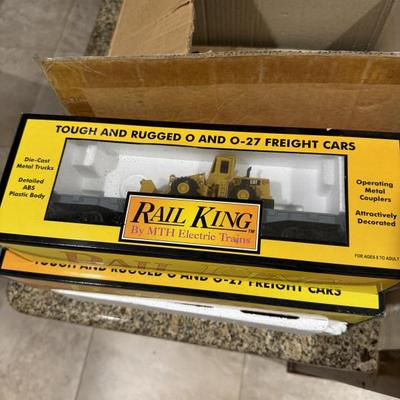 TOUGH AND RUGGED O AND O-27 FREIGHT CARS
Die-Cast
Metal Trucks
Detailed
ABS
Plastic Body
Operating
Metal
Couplers
Attractively
Decorated
RAIL KING™
By MTH Electric Trains
FOR AGES 8 TO ADULT
TOUGH AND RUGGED O AND O-27 FREIGHT CARS